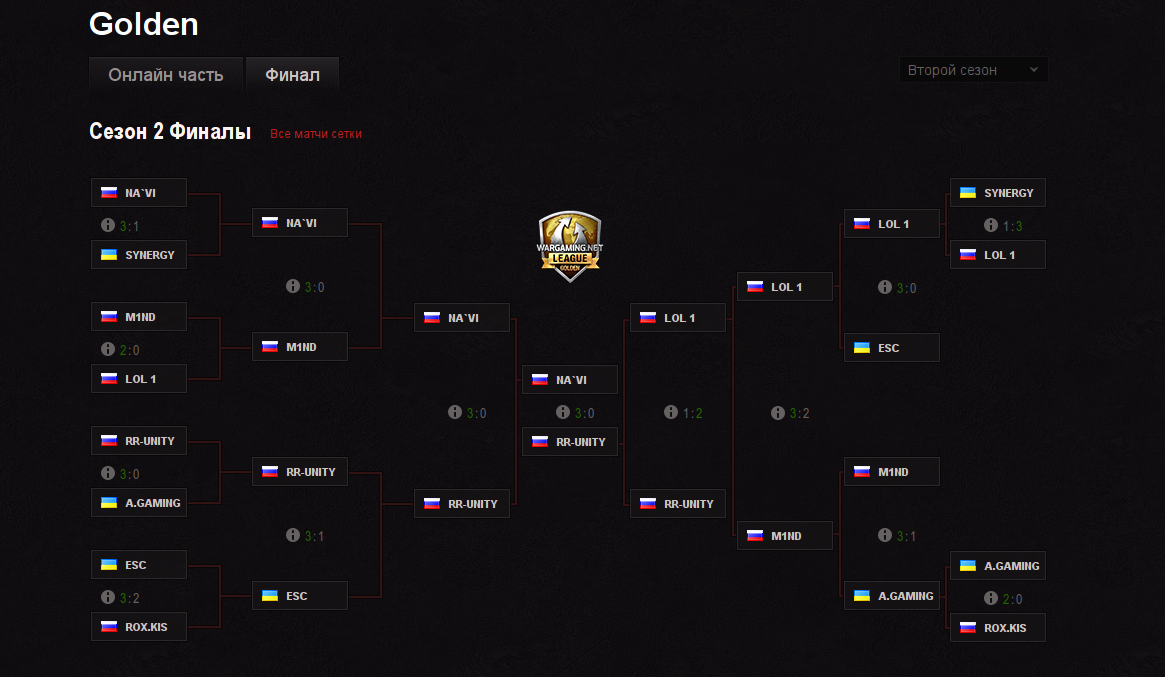 Golden
Онлайн часть
Финал
Второй сезон
Сезон 2 Финалы
Все матчи сетки
NA`VI
3:1
SYNERGY
M1ND
2:0
LOL 1
RR-UNITY
3:0
A.GAMING
ESC
3:2
ROX.KIS
NA`VI
3:0
M1ND
RR-UNITY
3:1
ESC
NA`VI
3:0
RR-UNITY
WARGAMING.NET
LEAGUE
GOLDEN
NA`VI
3:0
RR-UNITY
LOL 1
1:2
RR-UNITY
LOL 1
3:2
M1ND
LOL 1
3:0
ESC
M1ND
3:1
A.GAMING
SYNERGY
1:3
LOL 1
A.GAMING
2:0
ROX.KIS